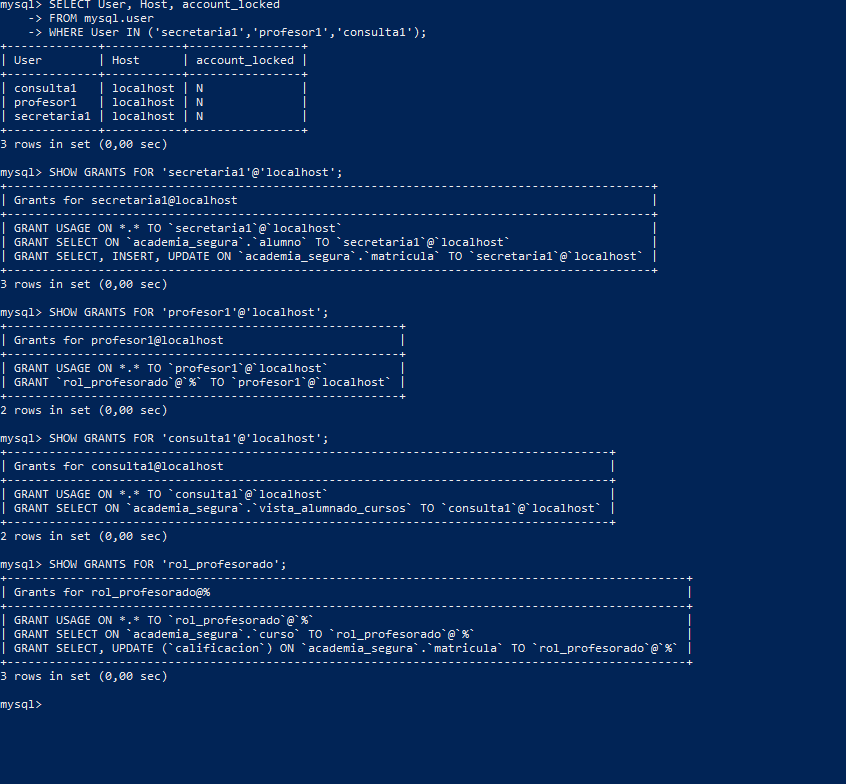 mysql> SELECT User, Host, account_locked
    -> FROM mysql.user
    -> WHERE User IN ('secretaria1','profesor1','consulta1');
+-------------+-----------+----------------+
| User        | Host      | account_locked |
+-------------+-----------+----------------+
| consulta1   | localhost | N              |
| profesor1   | localhost | N              |
| secretaria1 | localhost | N              |
+-------------+-----------+----------------+
3 rows in set (0,00 sec)

mysql> SHOW GRANTS FOR 'secretaria1'@'localhost';
+--------------------------------------------------------------------------------------------+
| Grants for secretaria1@localhost                                                           |
+--------------------------------------------------------------------------------------------+
| GRANT USAGE ON *.* TO `secretaria1`@`localhost`                                            |
| GRANT SELECT ON `academia_segura`.`alumno` TO `secretaria1`@`localhost`                    |
| GRANT SELECT, INSERT, UPDATE ON `academia_segura`.`matricula` TO `secretaria1`@`localhost` |
+--------------------------------------------------------------------------------------------+
3 rows in set (0,00 sec)

mysql> SHOW GRANTS FOR 'profesor1'@'localhost';
+--------------------------------------------------------+
| Grants for profesor1@localhost                         |
+--------------------------------------------------------+
| GRANT USAGE ON *.* TO `profesor1`@`localhost`          |
| GRANT `rol_profesorado`@`%` TO `profesor1`@`localhost` |
+--------------------------------------------------------+
2 rows in set (0,00 sec)

mysql> SHOW GRANTS FOR 'consulta1'@'localhost';
+--------------------------------------------------------------------------------------+
| Grants for consulta1@localhost                                                       |
+--------------------------------------------------------------------------------------+
| GRANT USAGE ON *.* TO `consulta1`@`localhost`                                        |
| GRANT SELECT ON `academia_segura`.`vista_alumnado_cursos` TO `consulta1`@`localhost` |
+--------------------------------------------------------------------------------------+
2 rows in set (0,00 sec)

mysql> SHOW GRANTS FOR 'rol_profesorado';
+-------------------------------------------------------------------------------------------------+
| Grants for rol_profesorado@%                                                                    |
+-------------------------------------------------------------------------------------------------+
| GRANT USAGE ON *.* TO `rol_profesorado`@`%`                                                     |
| GRANT SELECT ON `academia_segura`.`curso` TO `rol_profesorado`@`%`                              |
| GRANT SELECT, UPDATE (`calificacion`) ON `academia_segura`.`matricula` TO `rol_profesorado`@`%` |
+-------------------------------------------------------------------------------------------------+
3 rows in set (0,00 sec)

mysql>